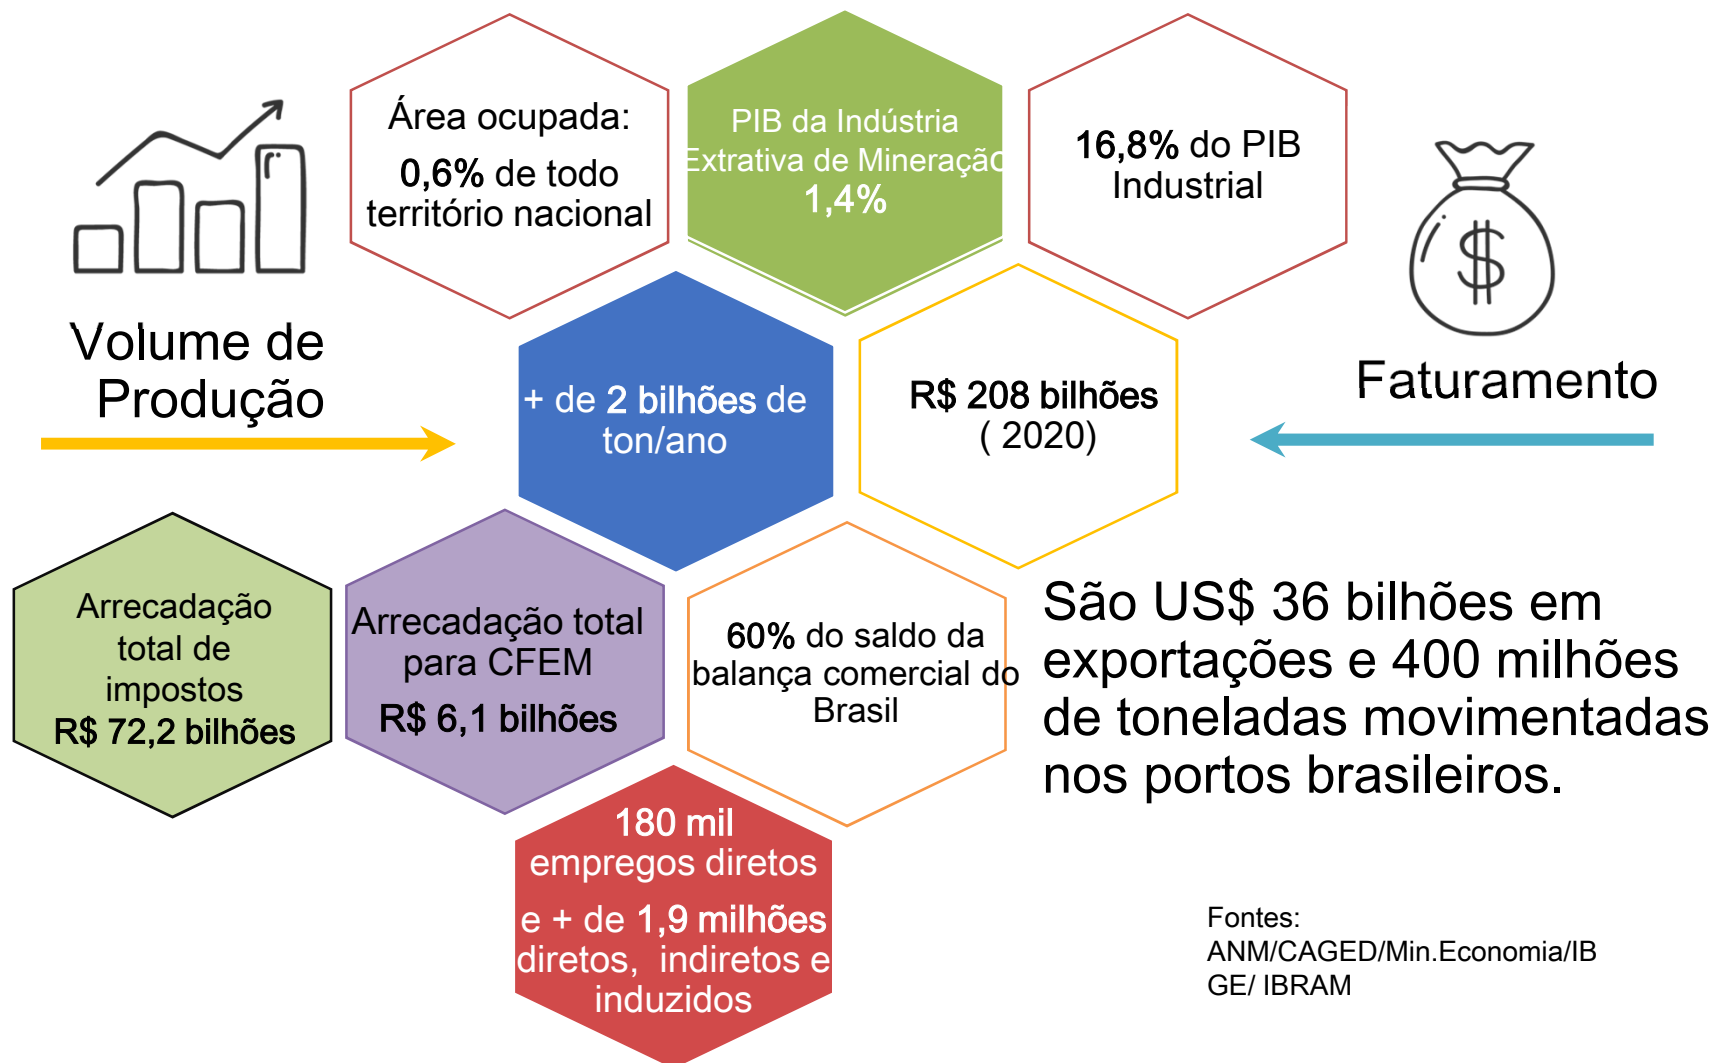 Área ocupada:
0,6% de todo
território nacional
PIB da Indústria
Extrativa de Mineração
1,4%
16,8% do PIB
Industrial
$
Volume de
Produção
+ de 2 bilhões de
ton/ano
R$ 208 bilhões
( 2020)
Faturamento
Arrecadação
total de
impostos
R$ 72,2 bilhões
Arrecadação total
para CFEM
R$ 6,1 bilhões
60% do saldo da
balança comercial do
Brasil
São US$ 36 bilhões em
exportações e 400 milhões
de toneladas movimentadas
nos portos brasileiros.
180 mil
empregos diretos
e + de 1,9 milhões
diretos, indiretos e
induzidos
Fontes:
ANM/CAGED/Min.Economia/IB
GE/ IBRAM